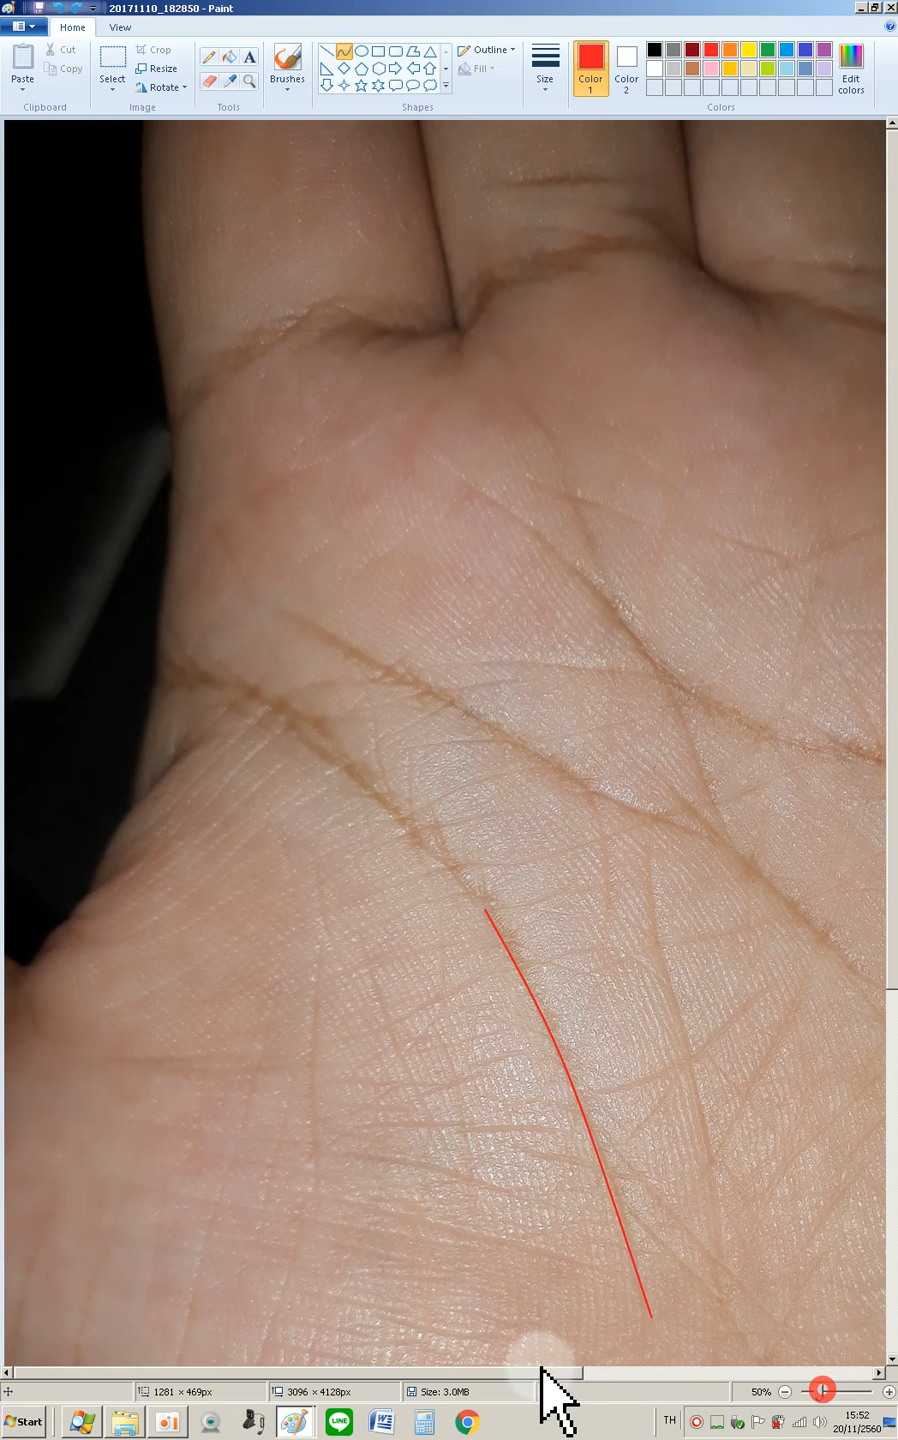 20171110_182850 - Paint
Home
View
Paste
Cut
Copy
Clipboard
Select
Crop
Resize
Rotate
Image
A
Tools
Brushes
Outline
Fill
Shapes
Size
Color 1
Color 2
Edit colors
Colors
1281 × 469px
3096 × 4128px
Size: 3.0MB
50%
Start
LINE
W
TH
15:52
20/11/2560